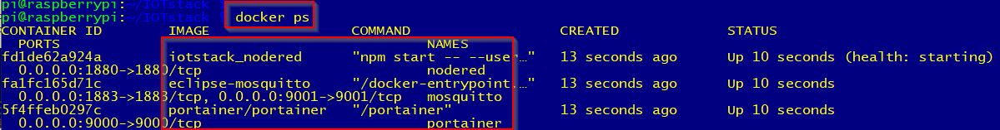 pi@raspberrypi:~/IOTstack $
pi@raspberrypi:~/IOTstack $ docker ps
CONTAINER ID IMAGE COMMAND CREATED STATUS
PORTS NAMES
fd1de62a924a iotstack_nodered "npm start -- --user…" 13 seconds ago Up 10 seconds (health: starting)
0.0.0.0:1880->1880/tcp nodered
fa1fc165d71c eclipse-mosquitto "/docker-entrypoint.…" 13 seconds ago Up 10 seconds
0.0.0.0:1883->1883/tcp, 0.0.0.0:9001->9001/tcp mosquitto
5f4ffeb0297c portainer/portainer "/portainer" 13 seconds ago Up 10 seconds
0.0.0.0:9000->9000/tcp portainer